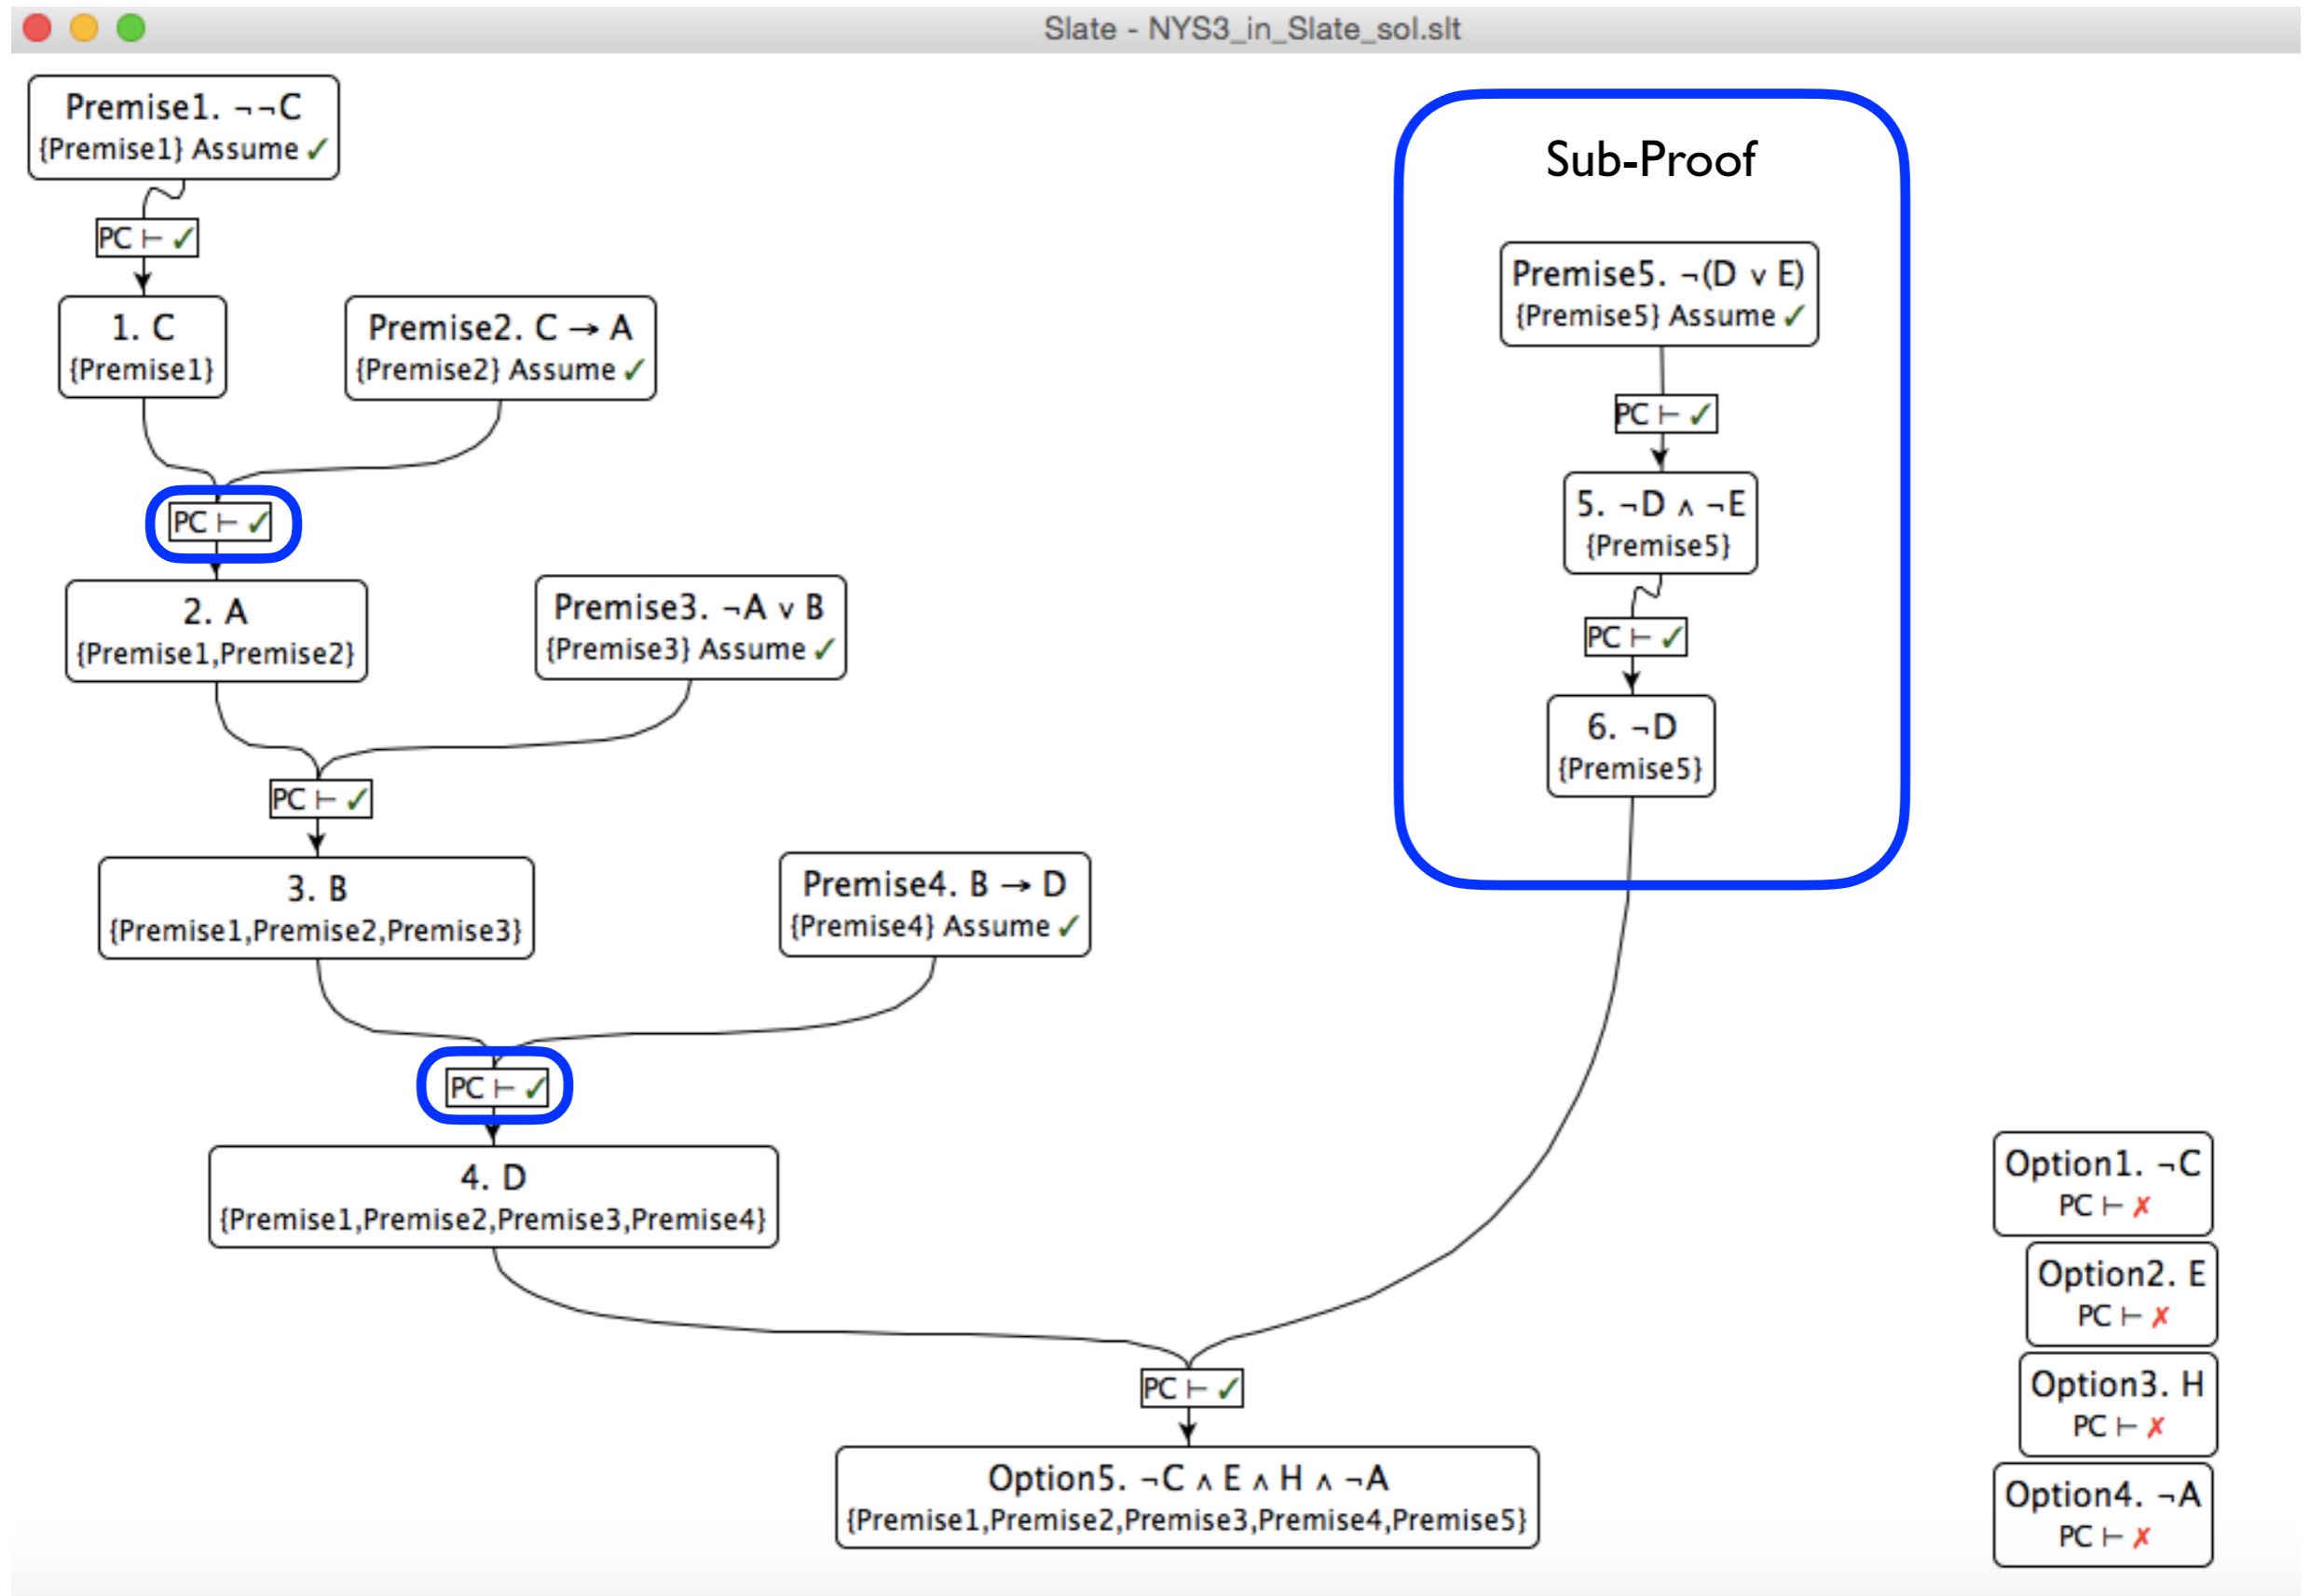 Slate - NYS3_in_Slate_sol.slt
Premise1. ¬¬C
{Premise1} Assume ✓
PC ⊢ ✓
1. C
{Premise1}
Premise2. C → A
{Premise2} Assume ✓
PC ⊢ ✓
2. A
{Premise1,Premise2}
Premise3. ¬A ∨ B
{Premise3} Assume ✓
PC ⊢ ✓
3. B
{Premise1,Premise2,Premise3}
Premise4. B → D
{Premise4} Assume ✓
PC ⊢ ✓
4. D
{Premise1,Premise2,Premise3,Premise4}
Sub-Proof
Premise5. ¬(D ∨ E)
{Premise5} Assume ✓
PC ⊢ ✓
5. ¬D ∧ ¬E
{Premise5}
PC ⊢ ✓
6. ¬D
{Premise5}
PC ⊢ ✓
Option5. ¬C ∧ E ∧ H ∧ ¬A
{Premise1,Premise2,Premise3,Premise4,Premise5}
Option1. ¬C
PC ⊢ ✗
Option2. E
PC ⊢ ✗
Option3. H
PC ⊢ ✗
Option4. ¬A
PC ⊢ ✗